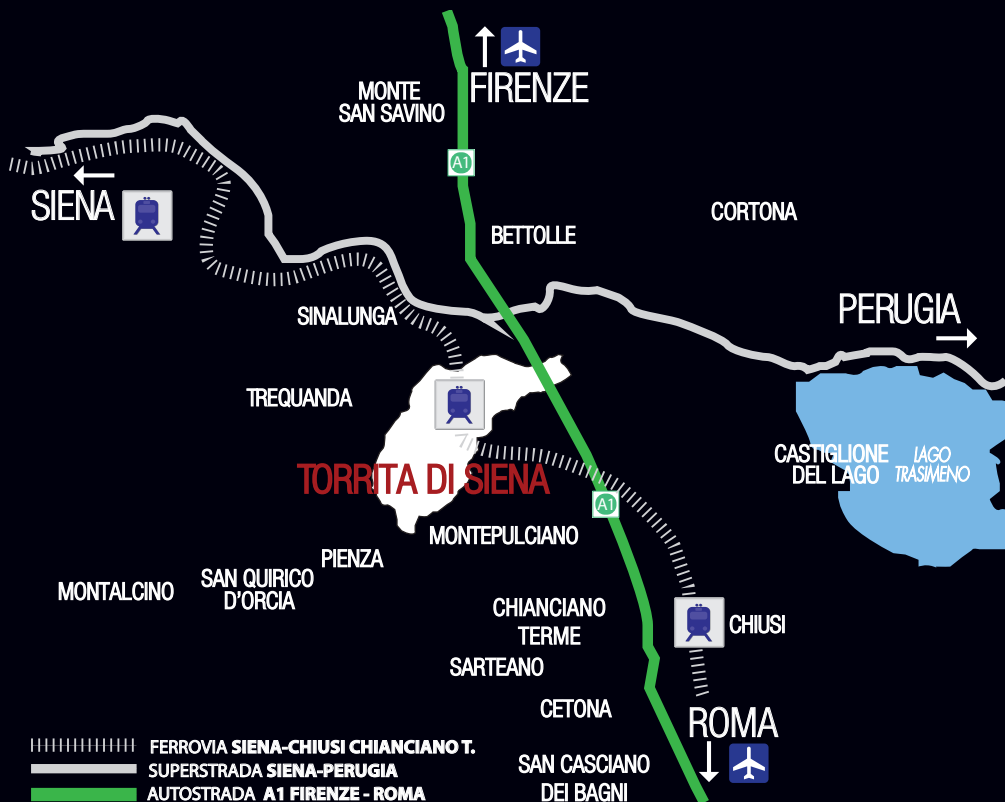 FIRENZE
MONTE
SAN SAVINO
A1
SIENA
CORTONA
BETTOLLE
PERUGIA
SINALUNGA
TREQUANDA
CASTIGLIONE
DEL LAGO
LAGO
TRASIMENO
TORRITA DI SIENA
A1
MONTEPULCIANO
PIENZA
SAN QUIRICO
D'ORCIA
MONTALCINO
CHIANCIANO
TERME
CHIUSI
SARTEANO
CETONA
ROMA
SAN CASCIANO
DEI BAGNI
FERROVIA SIENA-CHIUSI CHIANCIANO T.
SUPERSTRADA SIENA-PERUGIA
AUTOSTRADA A1 FIRENZE - ROMA